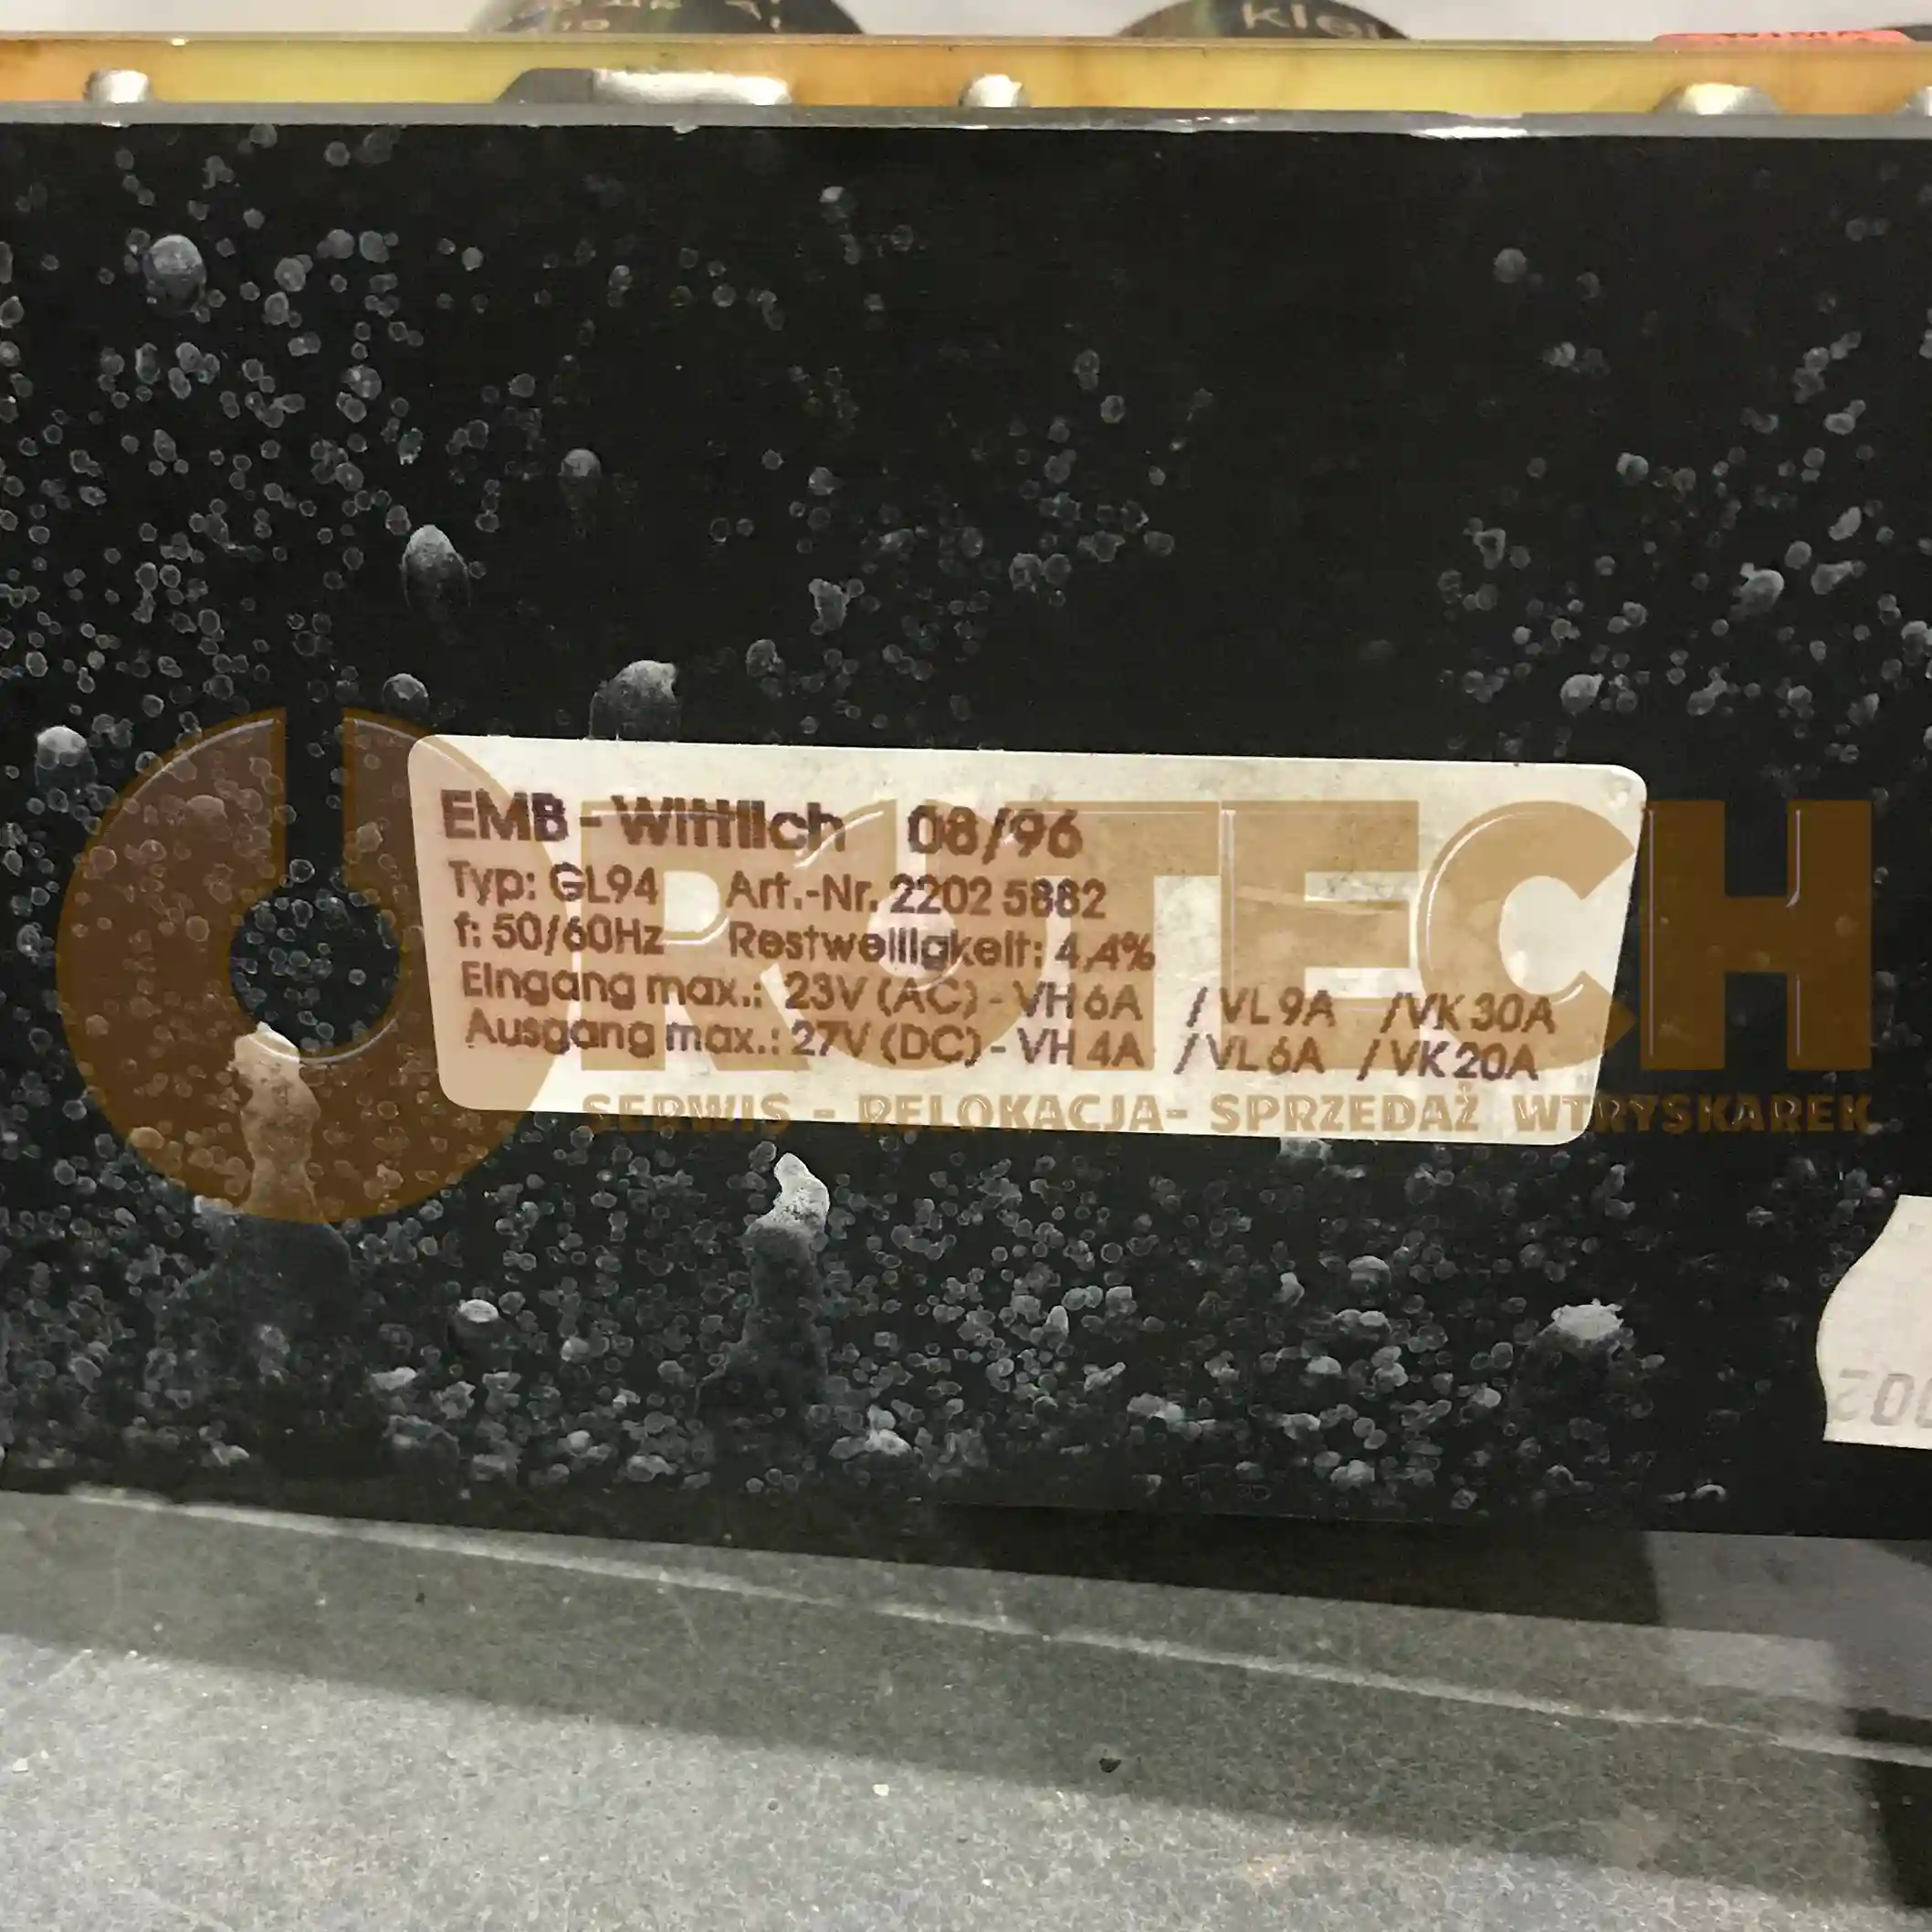 EMB - Wittlich 08/96
Typ: GL94 Art.-Nr. 2202 5882
f: 50/60Hz Restwelligkeit: 4,4%
Eingang max.: 23V (AC) - VH 6A / VL 9A / VK 30A
Ausgang max.: 27V (DC) - VH 4A / VL 6A / VK 20A
ROTECH
SERWIS - RELOKACJA- SPRZEDAŻ WTRYSKAREK